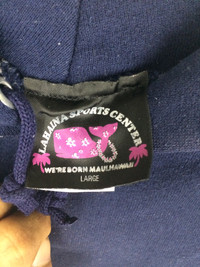 LAHAINA SPORTS CENTER
WE'RE BORN MAUI, HAWAII
LARGE